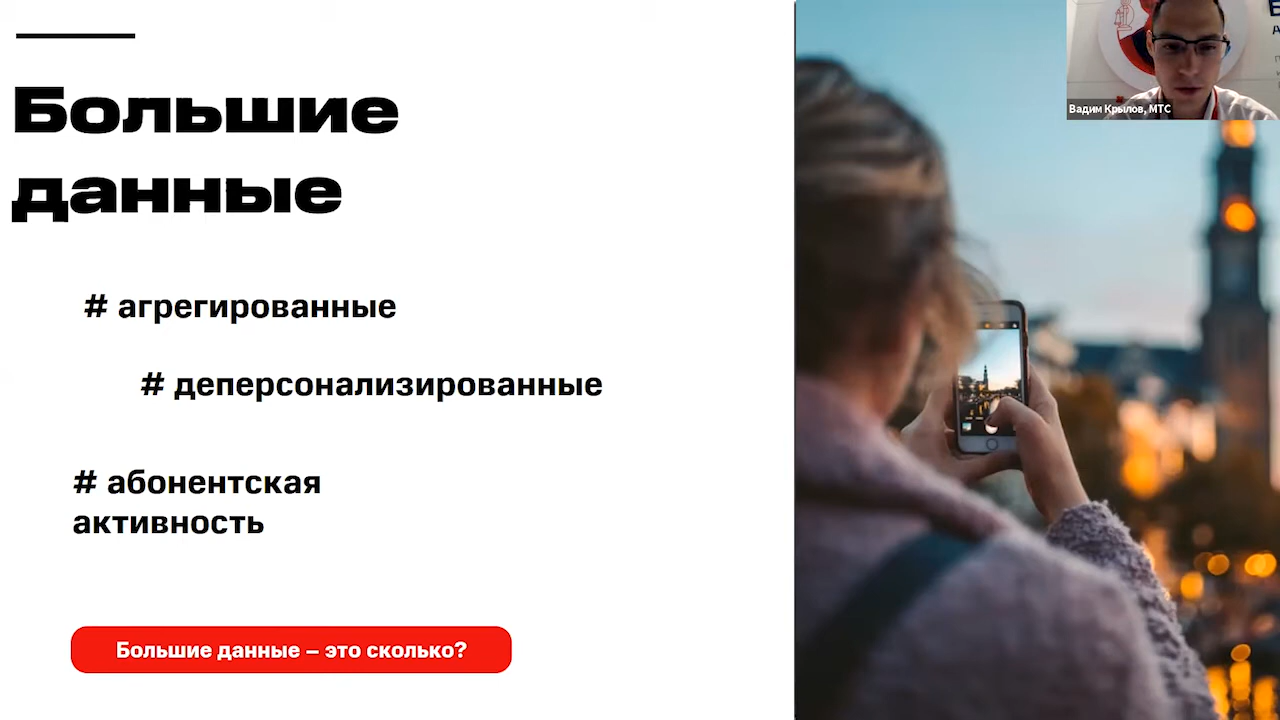 Большие
данные
# агрегированные
# деперсонализированные
# абонентская
активность
Большие данные – это сколько?
Вадим Крылов, МТС